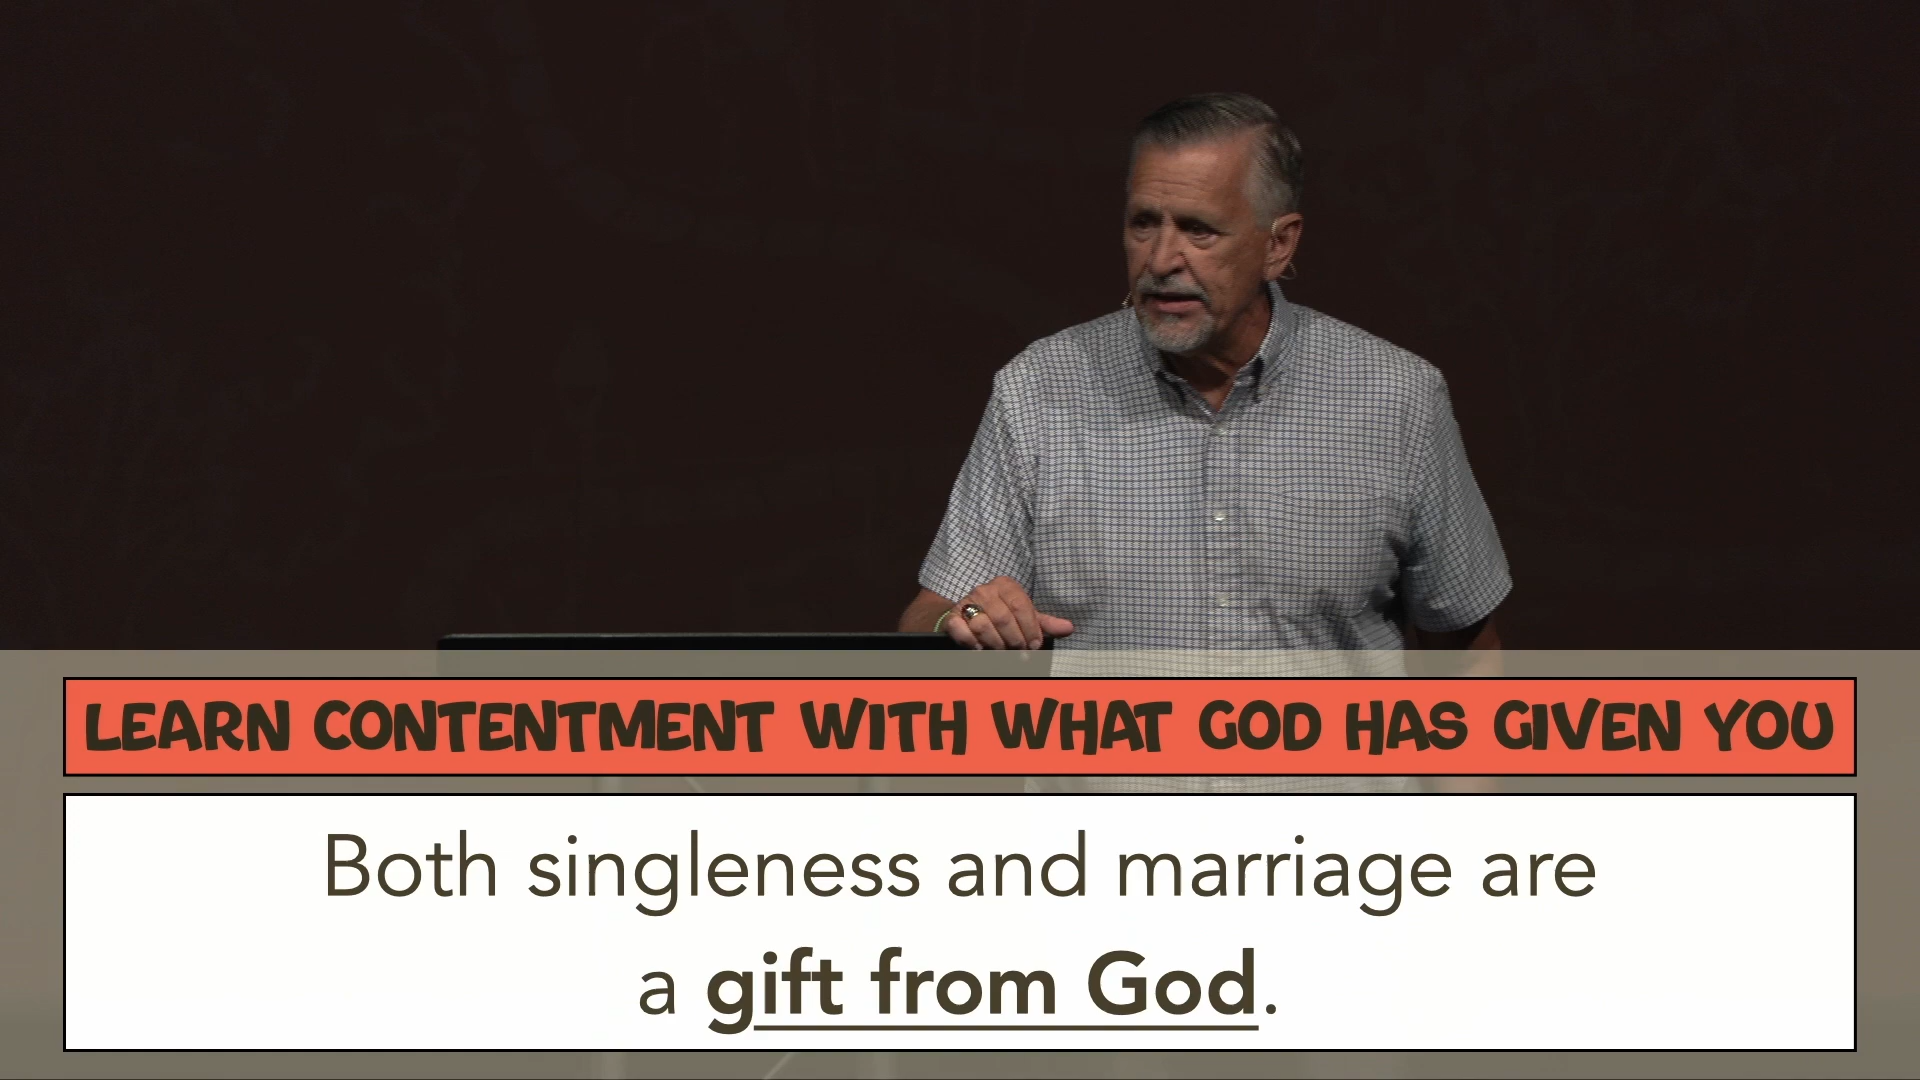 LEARN CONTENTMENT WITH WHAT GOD HAS GIVEN YOU
Both singleness and marriage are
a gift from God.